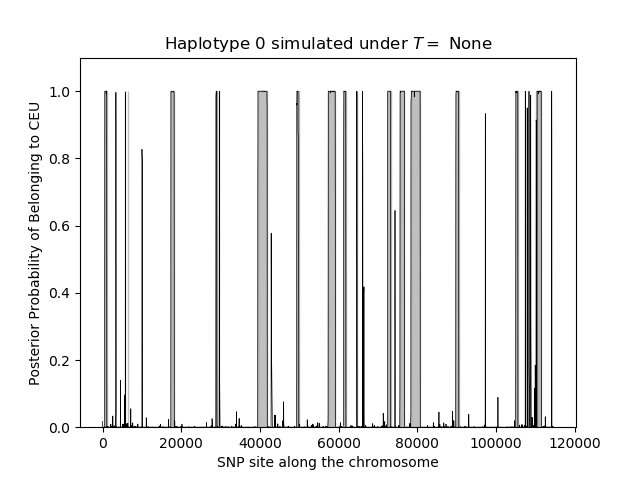 Haplotype 0 simulated under T = None
Posterior Probability of Belonging to CEU
1.0
0.8
0.6
0.4
0.2
0.0
0 20000 40000 60000 80000 100000 120000
SNP site along the chromosome